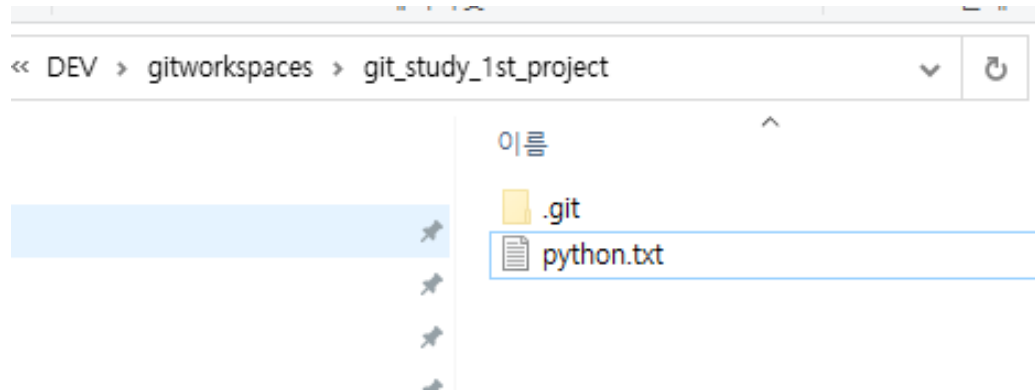 « DEV > gitworkspaces > git_study_1st_project
이름
.git
python.txt